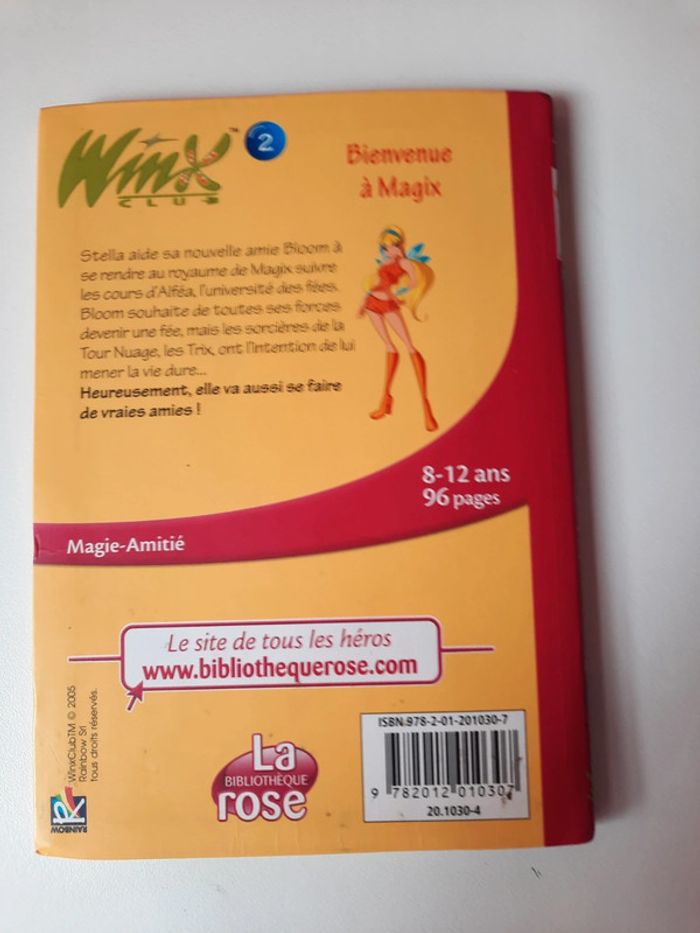 Winx™ 2
CLUB
Bienvenue
à Magix
Stella aide sa nouvelle amie Bloom à
se rendre au royaume de Magix suivre
les cours d'Alféa, l'université des fées.
Bloom souhaite de toutes ses forces
devenir une fée, mais les sorcières de la
Tour Nuage, les Trix, ont l'intention de lui
mener la vie dure...
Heureusement, elle va aussi se faire
de vraies amies !
8-12 ans
96 pages
Magie-Amitié
Le site de tous les héros
www.bibliothequerose.com
WinxClubTM © 2005
Rainbow Srl
tous droits réservés.
RAINBOW
La
BIBLIOTHÈQUE
rose
ISBN:978-2-01-201030-7
9 782012 010307
20.1030-4